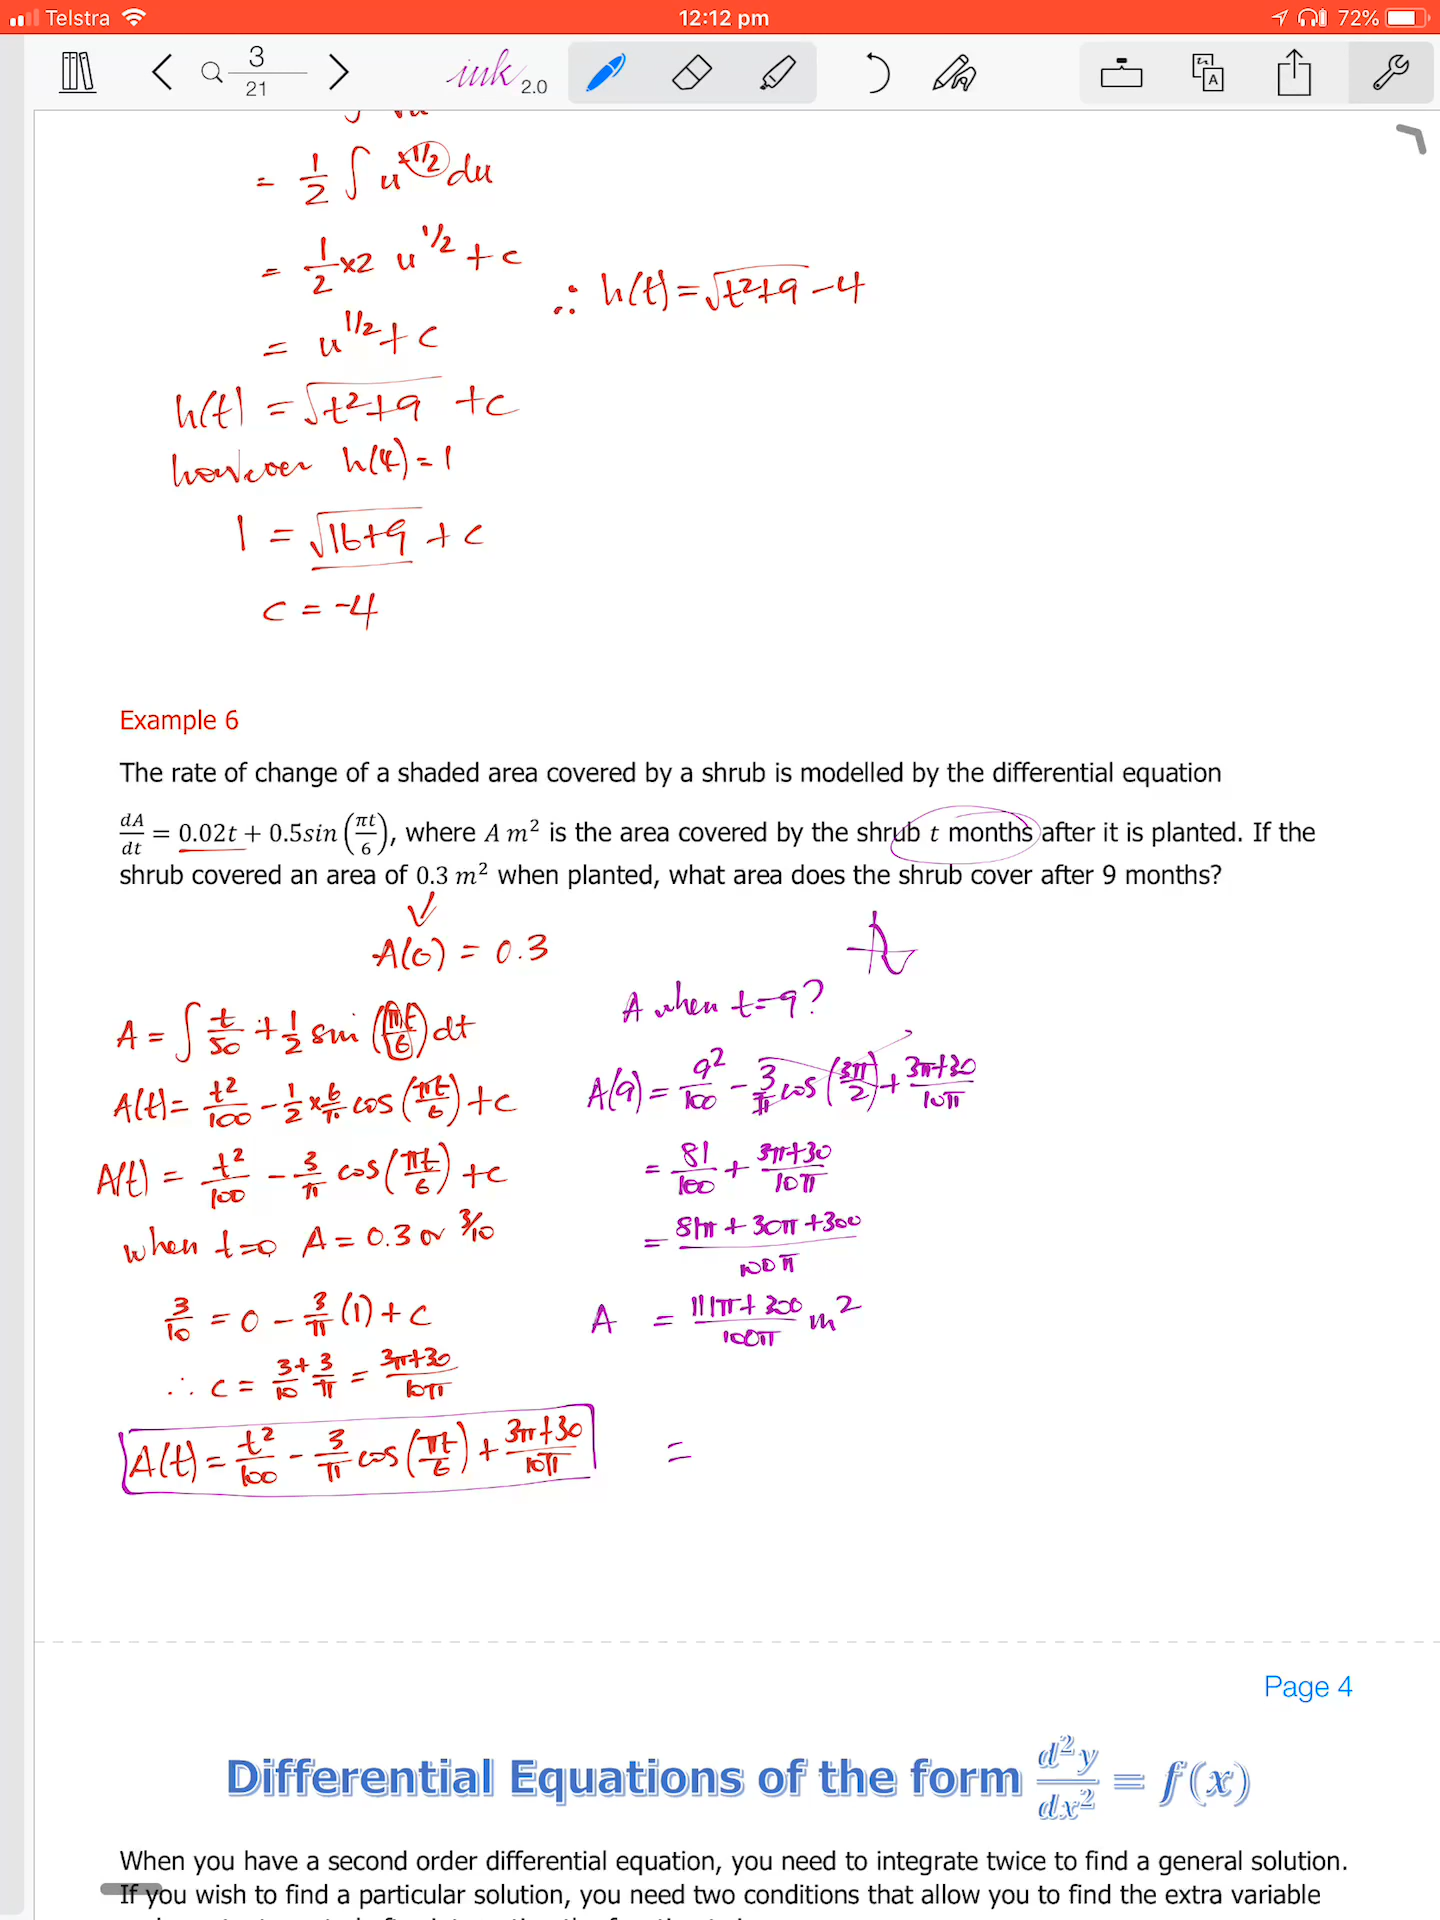 Telstra 12:12 pm 72%
3
21
ink 2.0
= 1/2 ∫ u^(-1/2) du
= 1/2 ×2 u^(1/2) + c
∴ h(t) = √(t²+9) -4
= u^(1/2) + c
h(t) = √(t²+9) + c
however h(4) = 1
1 = √(16+9) + c
c = -4
Example 6
The rate of change of a shaded area covered by a shrub is modelled by the differential equation
dA/dt = 0.02t + 0.5sin(πt/6), where A m² is the area covered by the shrub t months after it is planted. If the
shrub covered an area of 0.3 m² when planted, what area does the shrub cover after 9 months?
A(0) = 0.3
A = ∫ t/50 + 1/2 sin (πt/6) dt
A(t) = t²/100 - 1/2 × 6/π cos (πt/6) + c
A(t) = t²/100 - 3/π cos (πt/6) + c
when t=0 A = 0.3 or 3/10
3/10 = 0 - 3/π (1) + c
∴ c = 3/10 + 3/π = (3π+30)/10π
A(t) = t²/100 - 3/π cos (πt/6) + (3π+30)/10π
A when t=9?
A(9) = 9²/100 - 3/π cos (3π/2) + (3π+30)/10π
= 81/100 + (3π+30)/10π
= (81π + 30π + 300)/100π
A = (111π + 300)/100π m²
=
Page 4
Differential Equations of the form d²y/dx² = f(x)
When you have a second order differential equation, you need to integrate twice to find a general solution.
If you wish to find a particular solution, you need two conditions that allow you to find the extra variable